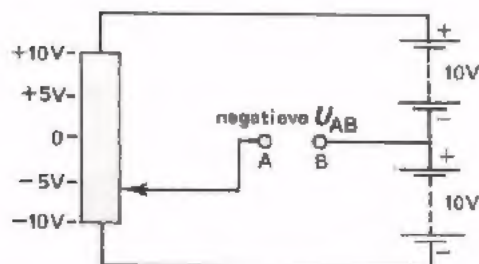 +
+10V
10V
+5V
negatieve U_AB
−
0
A B
+
−5V
10V
−10V
−